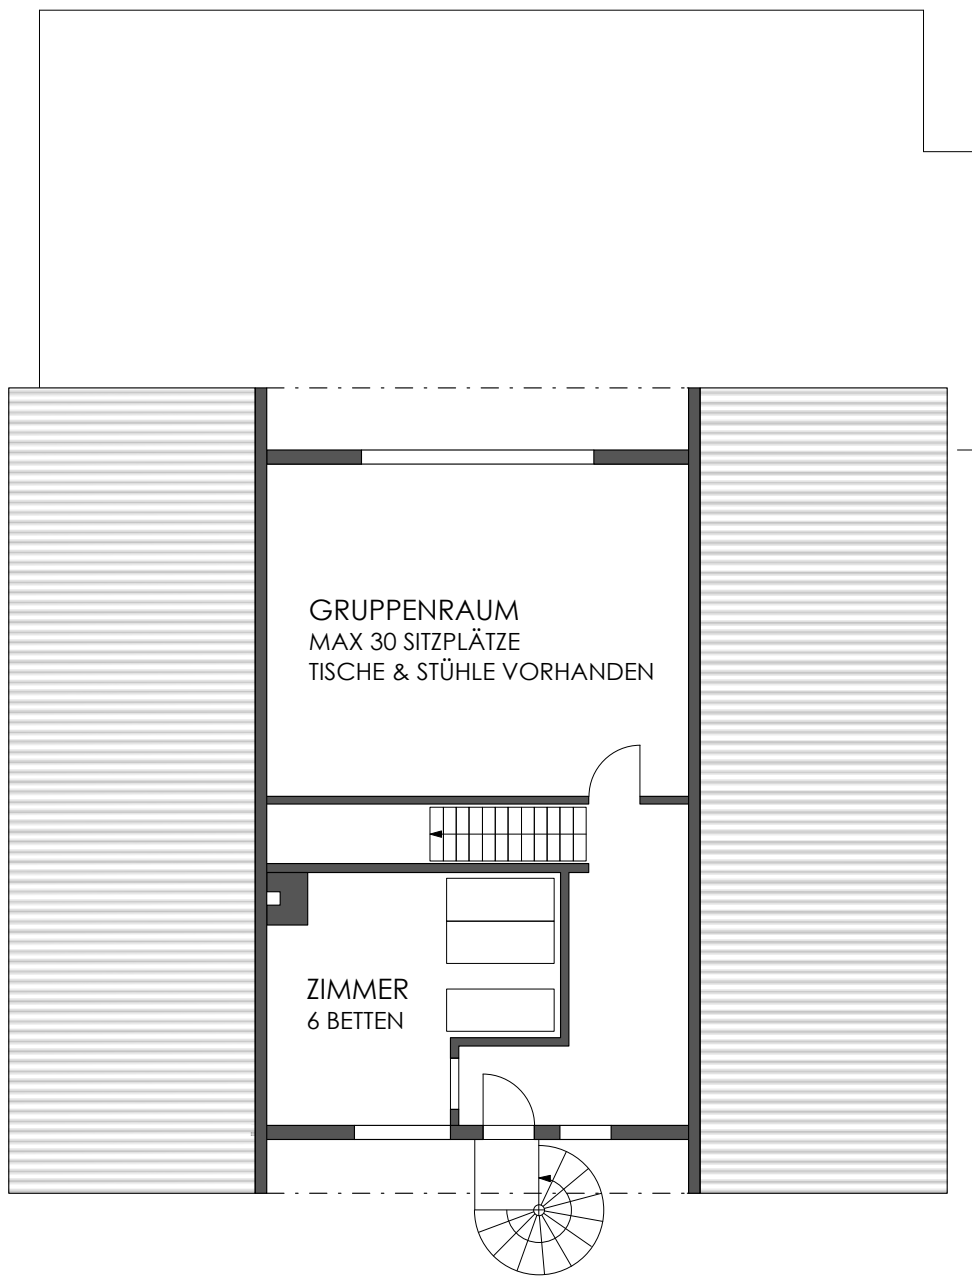 GRUPPENRAUM
MAX 30 SITZPLÄTZE
TISCHE & STÜHLE VORHANDEN
ZIMMER
6 BETTEN